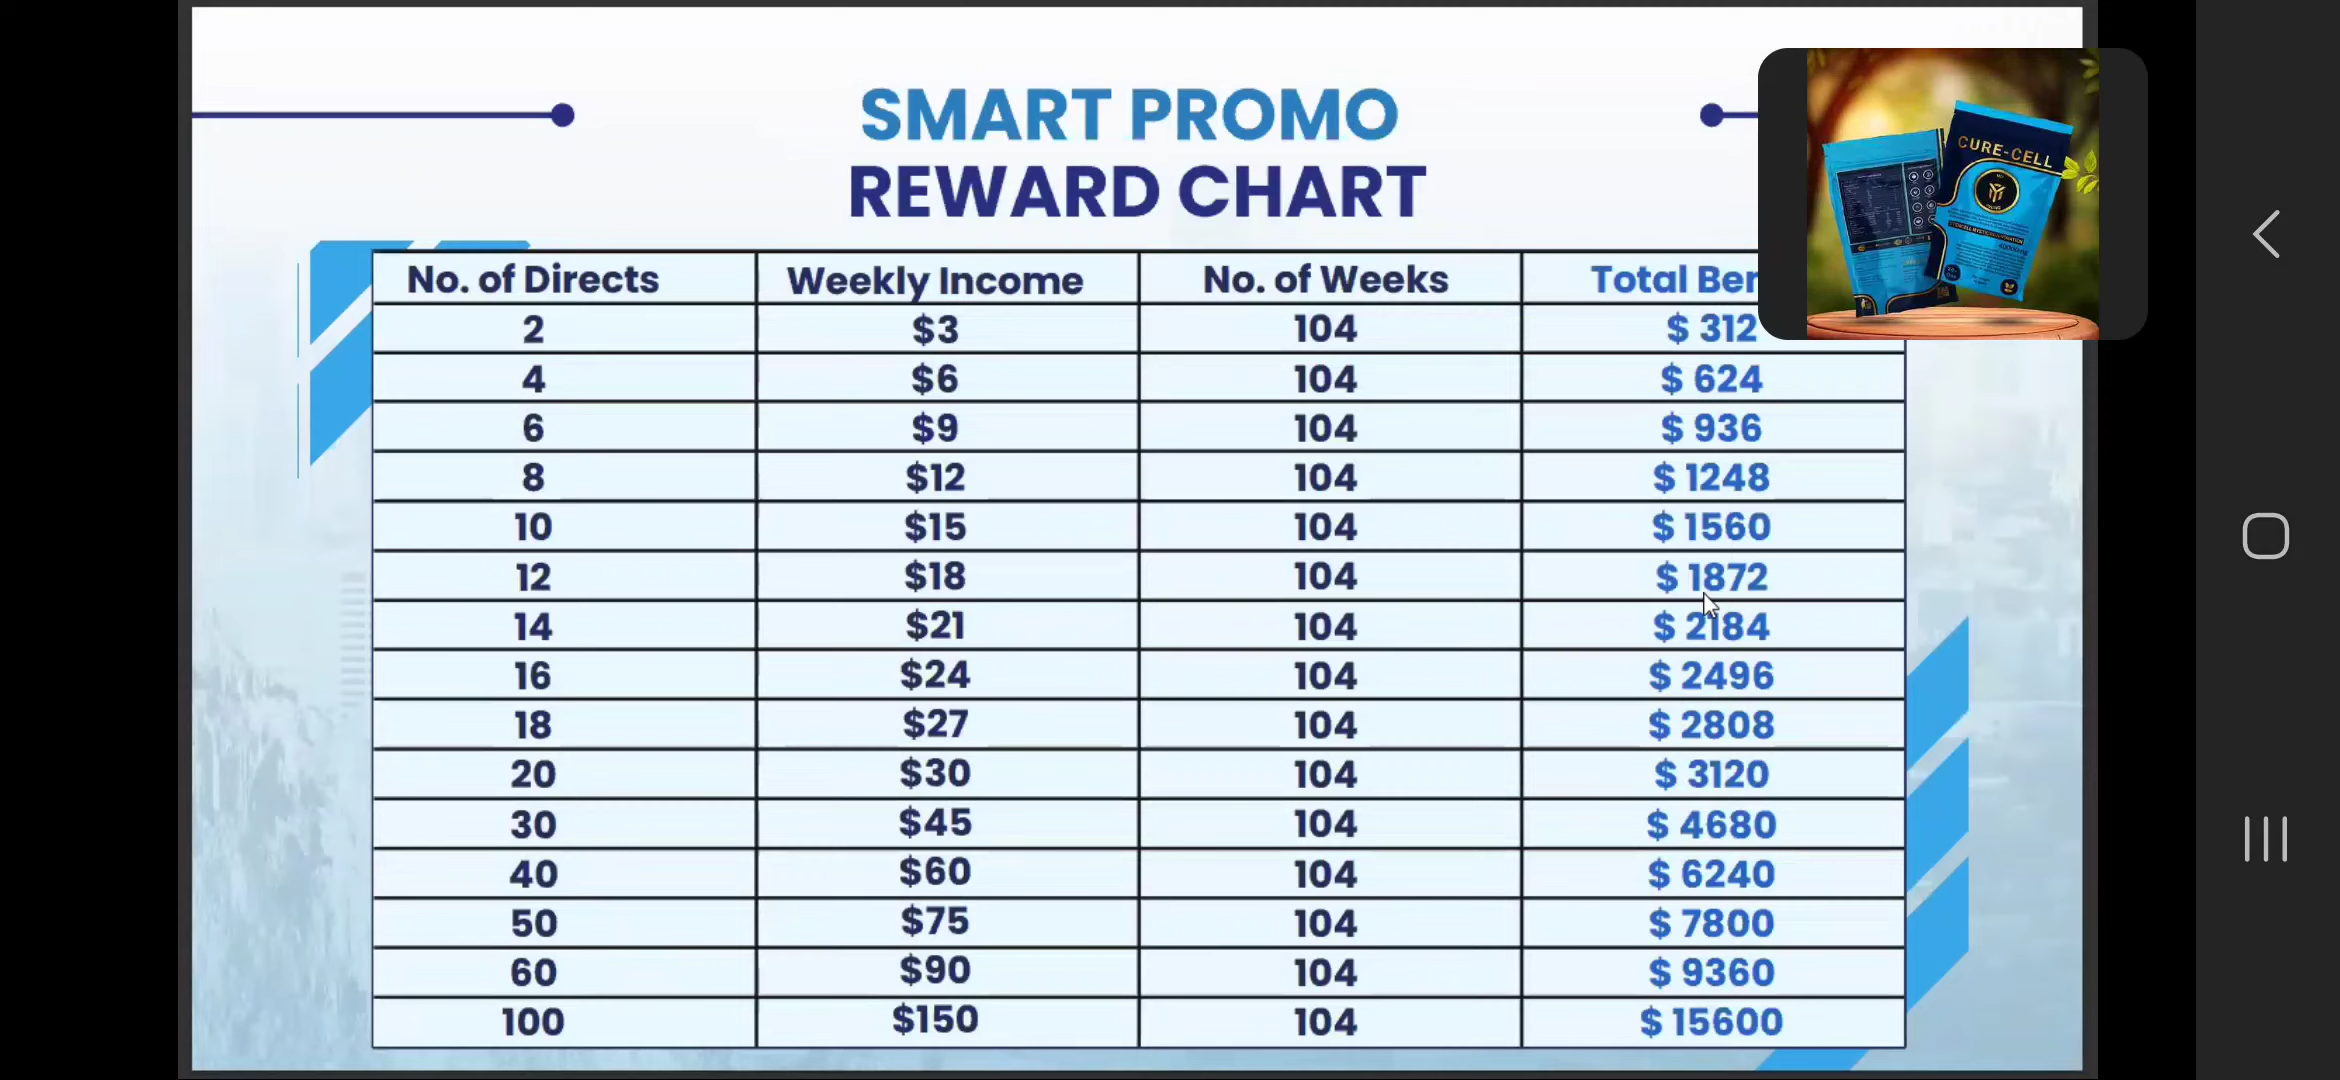 SMART PROMO
REWARD CHART
No. of Directs Weekly Income No. of Weeks Total
2 $3 104 $ 312
4 $6 104 $ 624
6 $9 104 $ 936
8 $12 104 $ 1248
10 $15 104 $ 1560
12 $18 104 $ 1872
14 $21 104 $ 2184
16 $24 104 $ 2496
18 $27 104 $ 2808
20 $30 104 $ 3120
30 $45 104 $ 4680
40 $60 104 $ 6240
50 $75 104 $ 7800
60 $90 104 $ 9360
100 $150 104 $ 15600
CURE-CELL